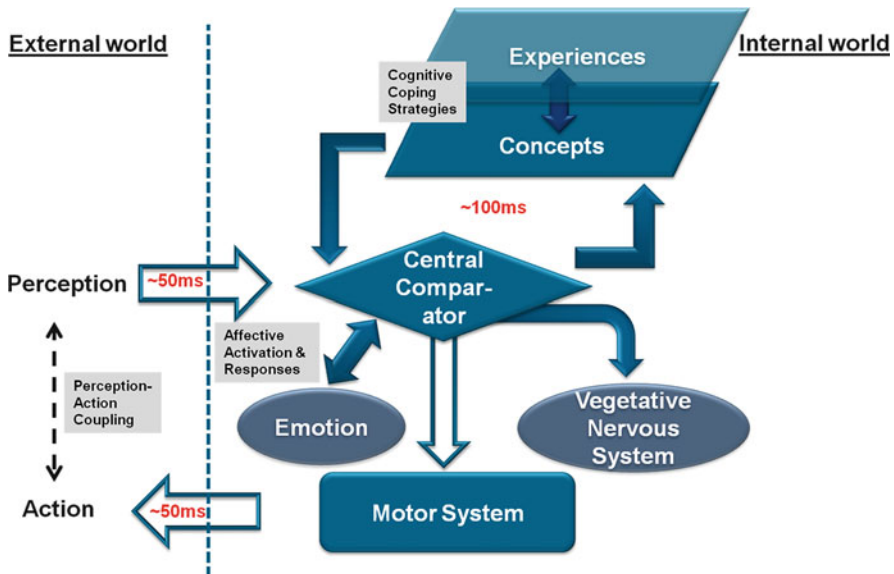 External world
Internal world
Experiences
Cognitive
Coping
Strategies
Concepts
~100ms
Central
Compar-
ator
Perception
~50ms
Affective
Activation &
Responses
Perception-
Action
Coupling
Emotion
Vegetative
Nervous
System
Action
~50ms
Motor System